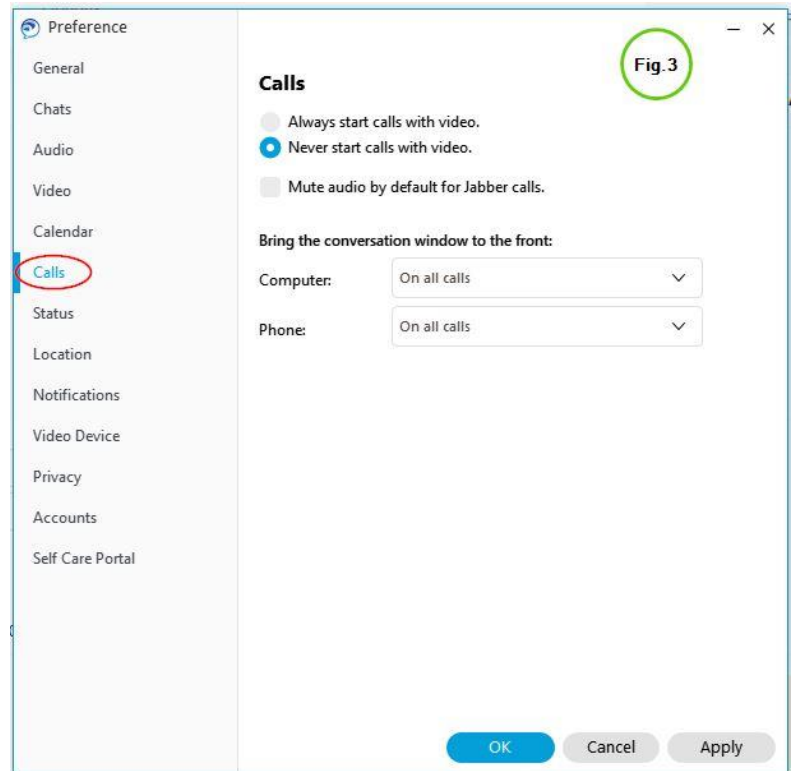 Preference
General
Chats
Audio
Video
Calendar
Calls
Status
Location
Notifications
Video Device
Privacy
Accounts
Self Care Portal
Fig.3
Calls
Always start calls with video.
Never start calls with video.
Mute audio by default for Jabber calls.
Bring the conversation window to the front:
Computer: On all calls
Phone: On all calls
OK Cancel Apply